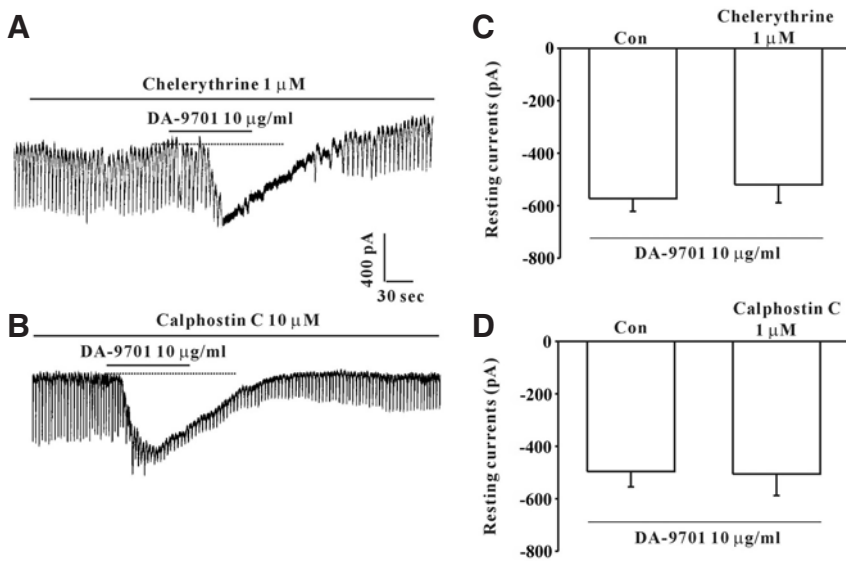 A
Chelerythrine 1 μM
DA-9701 10 μg/ml
400 pA
30 sec
B
Calphostin C 10 μM
DA-9701 10 μg/ml
C
Con
Chelerythrine
1 μM
Resting currents (pA)
0
-200
-400
-600
-800
DA-9701 10 μg/ml
D
Con
Calphostin C
1 μM
Resting currents (pA)
0
-200
-400
-600
-800
DA-9701 10 μg/ml